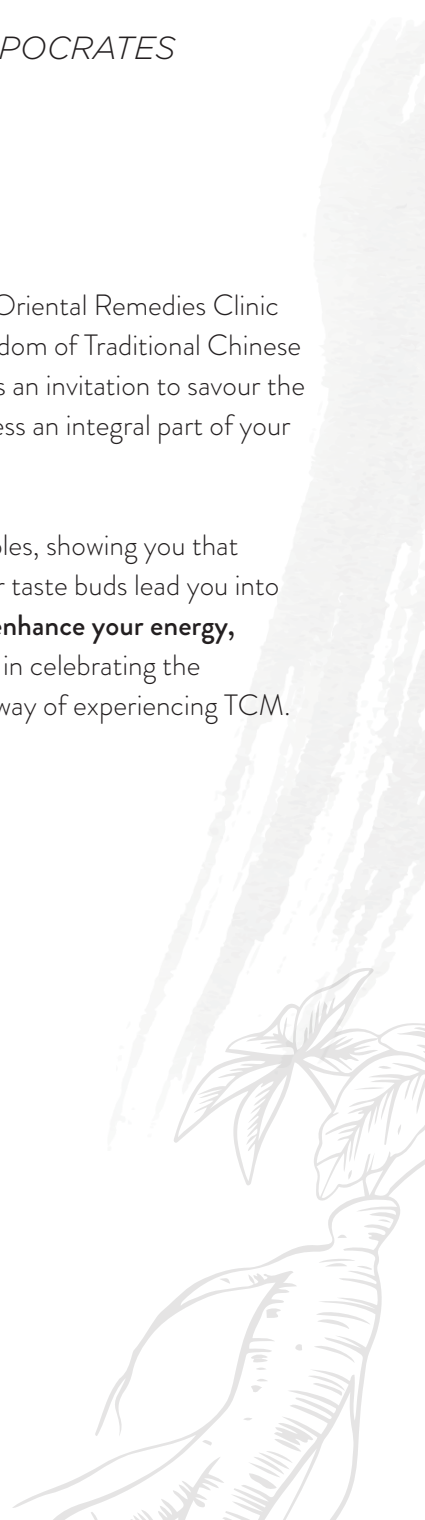 POCRATES
Oriental Remedies Clinic
dom of Traditional Chinese
s an invitation to savour the
ess an integral part of your
les, showing you that
r taste buds lead you into
enhance your energy,
in celebrating the
way of experiencing TCM.